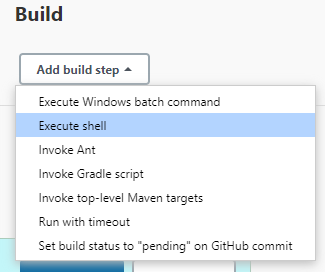 Build
Add build step
Execute Windows batch command
Execute shell
Invoke Ant
Invoke Gradle script
Invoke top-level Maven targets
Run with timeout
Set build status to "pending" on GitHub commit